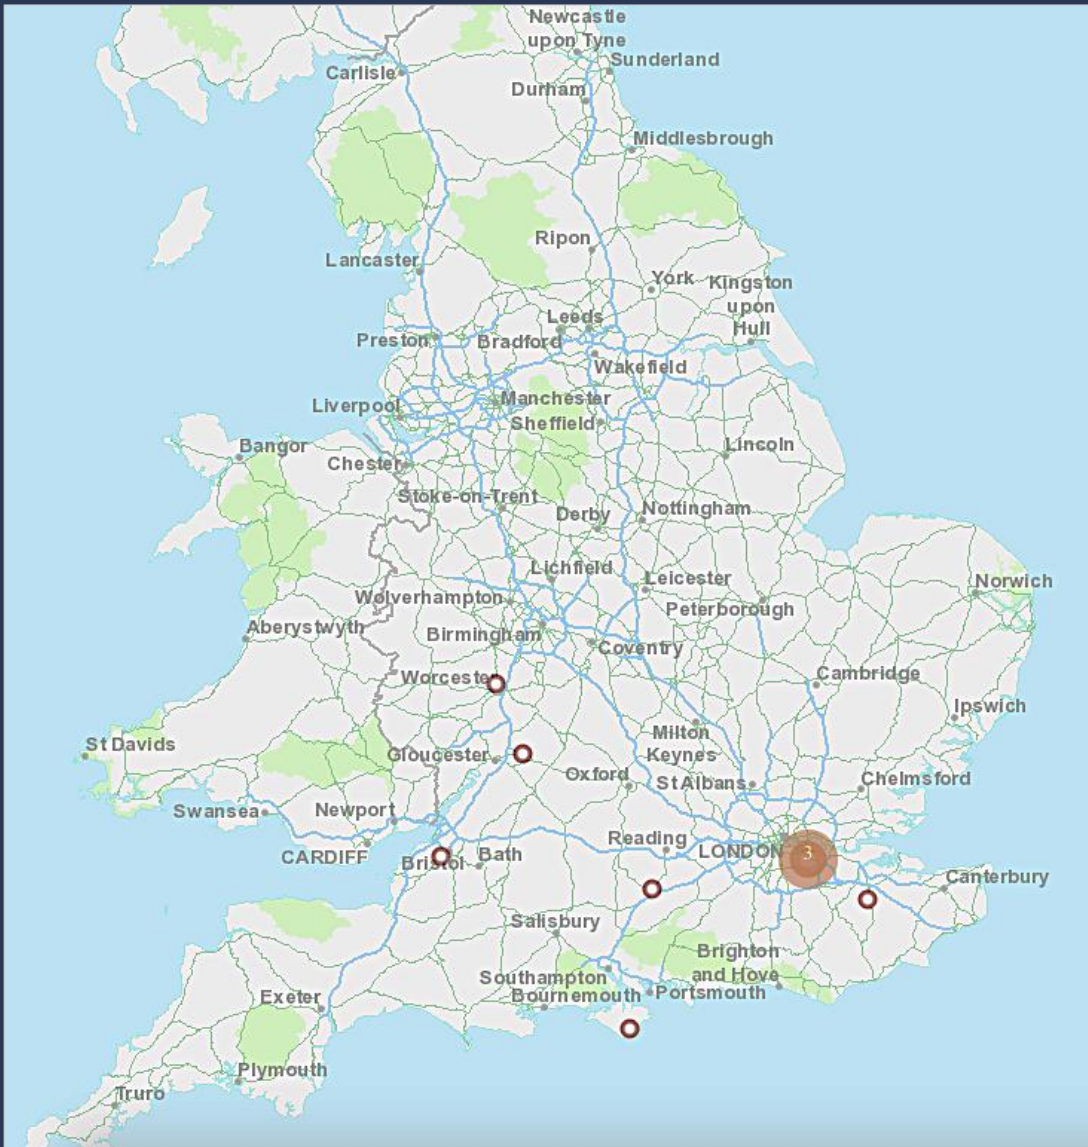 Newcastle
upon Tyne
Sunderland
Carlisle
Durham
Middlesbrough
Ripon
Lancaster
York
Kingston
upon
Hull
Leeds
Preston
Bradford
Wakefield
Manchester
Liverpool
Sheffield
Bangor
Lincoln
Chester
Stoke-on-Trent
Derby
Nottingham
Lichfield
Leicester
Norwich
Wolverhampton
Peterborough
Aberystwyth
Birmingham
Coventry
Worcester
Cambridge
Ipswich
Milton
Keynes
St Davids
Gloucester
Oxford
St Albans
Chelmsford
Swansea
Newport
Reading
LONDON
3
CARDIFF
Bristol
Bath
Canterbury
Salisbury
Brighton
and Hove
Southampton
Bournemouth
Portsmouth
Exeter
Plymouth
Truro